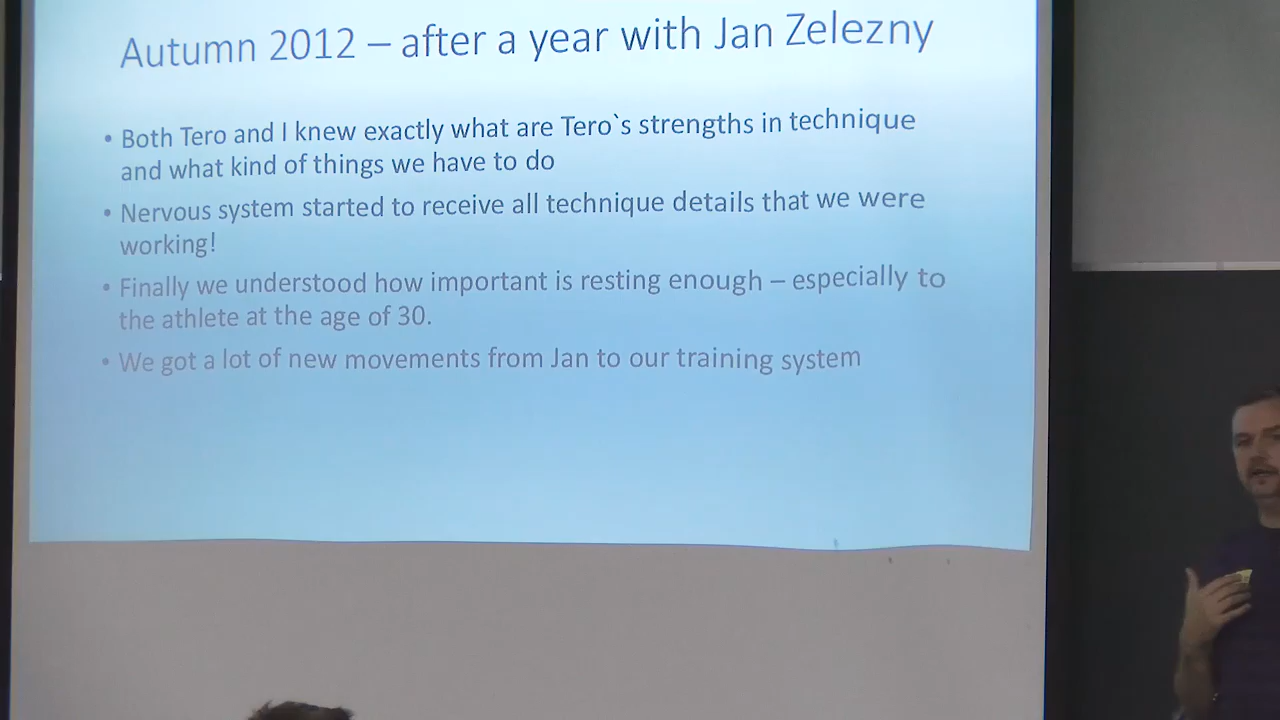 Autumn 2012 – after a year with Jan Zelezny
• Both Tero and I knew exactly what are Tero`s strengths in technique
and what kind of things we have to do
• Nervous system started to receive all technique details that we were
working!
• Finally we understood how important is resting enough – especially to
the athlete at the age of 30.
• We got a lot of new movements from Jan to our training system